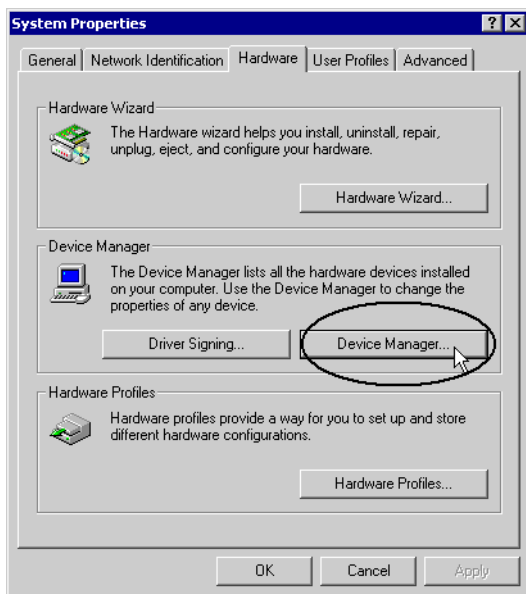 System Properties
General
Network Identification
Hardware
User Profiles
Advanced
Hardware Wizard
The Hardware wizard helps you install, uninstall, repair,
unplug, eject, and configure your hardware.
Hardware Wizard...
Device Manager
The Device Manager lists all the hardware devices installed
on your computer. Use the Device Manager to change the
properties of any device.
Driver Signing...
Device Manager...
Hardware Profiles
Hardware profiles provide a way for you to set up and store
different hardware configurations.
Hardware Profiles...
OK
Cancel
Apply